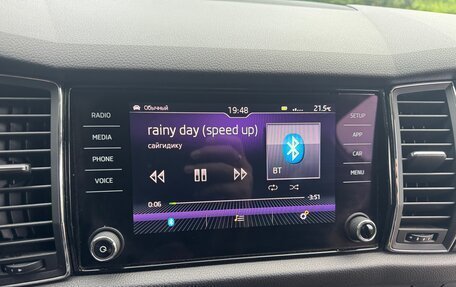 Обычный
19:48
21.5°C
RADIO
MEDIA
PHONE
VOICE
rainy day (speed up)
сайгидику
BT
0:06
-3:51
SETUP
APP
CAR
MENU